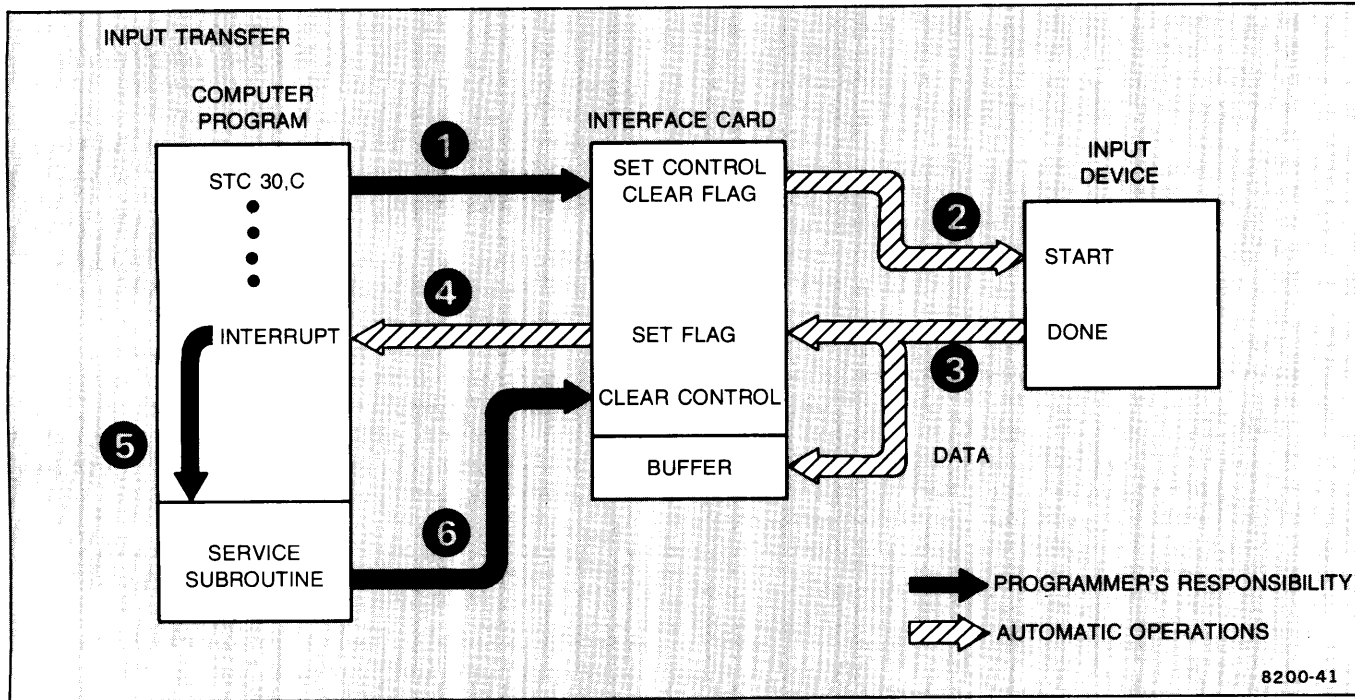 INPUT TRANSFER
COMPUTER
PROGRAM
STC 30,C
INTERRUPT
SERVICE
SUBROUTINE
1
4
5
6
INTERFACE CARD
SET CONTROL
CLEAR FLAG
SET FLAG
CLEAR CONTROL
BUFFER
2
3
DATA
INPUT
DEVICE
START
DONE
PROGRAMMER'S RESPONSIBILITY
AUTOMATIC OPERATIONS
8200-41